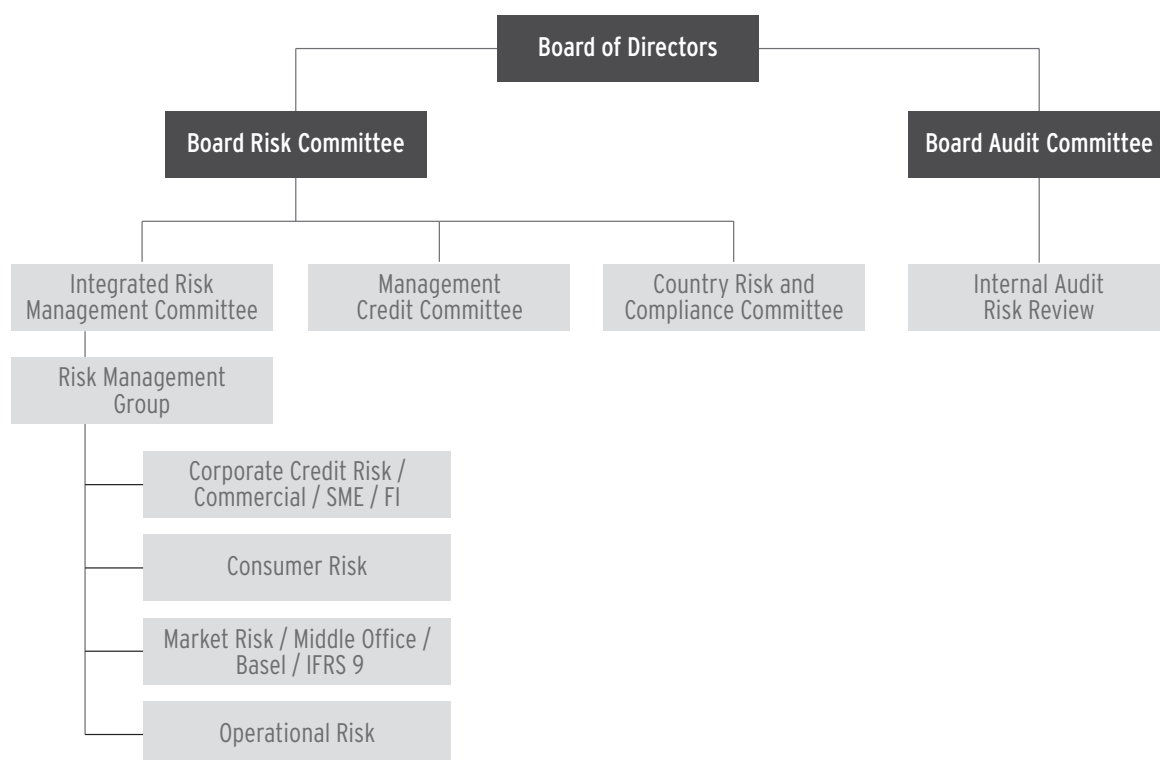 Board of Directors
Board Risk Committee
Board Audit Committee
Integrated Risk
Management Committee
Management
Credit Committee
Country Risk and
Compliance Committee
Internal Audit
Risk Review
Risk Management
Group
Corporate Credit Risk /
Commercial / SME / FI
Consumer Risk
Market Risk / Middle Office /
Basel / IFRS 9
Operational Risk